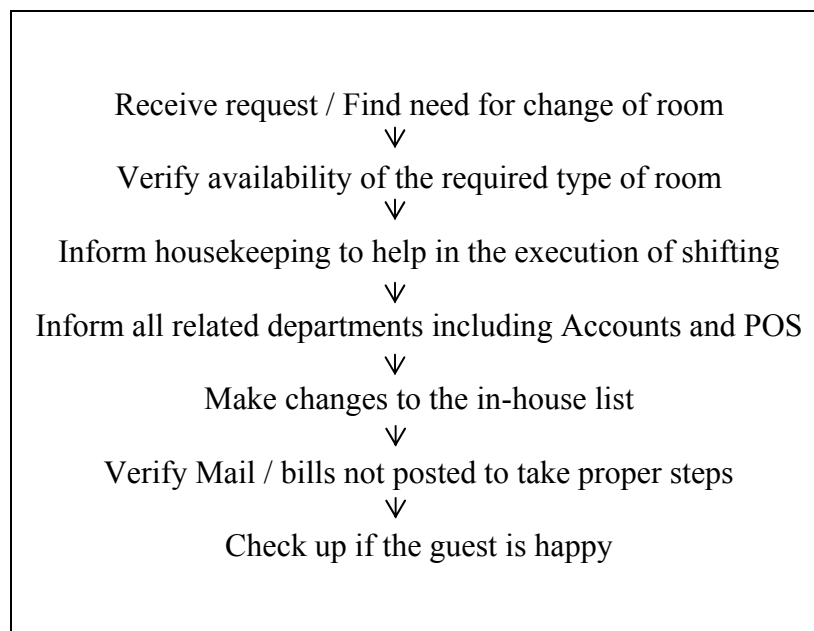 Receive request / Find need for change of room
Verify availability of the required type of room
Inform housekeeping to help in the execution of shifting
Inform all related departments including Accounts and POS
Make changes to the in-house list
Verify Mail / bills not posted to take proper steps
Check up if the guest is happy